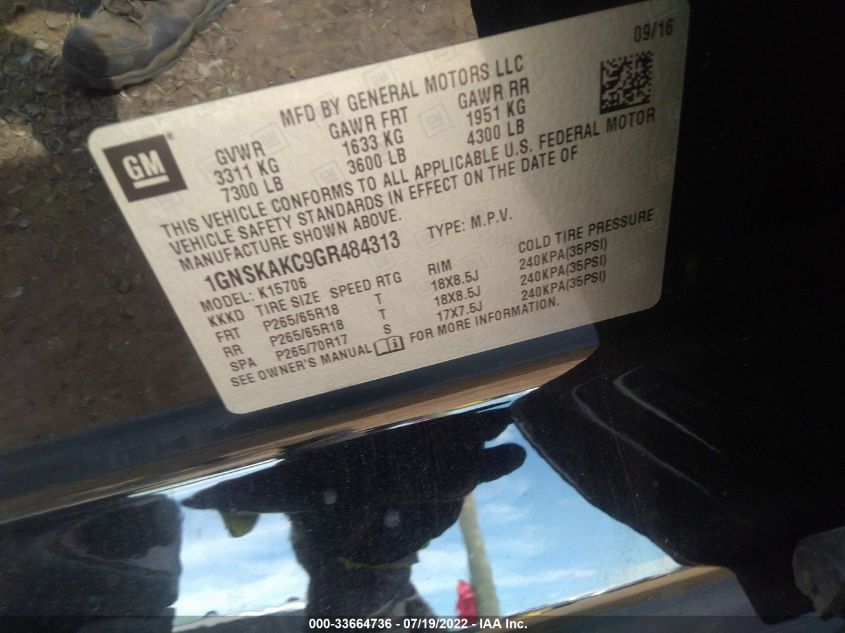 09/16
MFD BY GENERAL MOTORS LLC
GM
GVWR GAWR FRT GAWR RR
3311 KG 1633 KG 1951 KG
7300 LB 3600 LB 4300 LB
THIS VEHICLE CONFORMS TO ALL APPLICABLE U.S. FEDERAL MOTOR
VEHICLE SAFETY STANDARDS IN EFFECT ON THE DATE OF
MANUFACTURE SHOWN ABOVE.
1GNSKAKC9GR484313 TYPE: M.P.V.
MODEL: K15706
KKKD TIRE SIZE SPEED RTG RIM COLD TIRE PRESSURE
FRT P265/65R18 T 18X8.5J 240KPA(35PSI)
RR P265/65R18 T 18X8.5J 240KPA(35PSI)
SPA P265/70R17 S 17X7.5J 240KPA(35PSI)
SEE OWNER'S MANUAL FOR MORE INFORMATION.
000-33664736 - 07/19/2022 - IAA Inc.